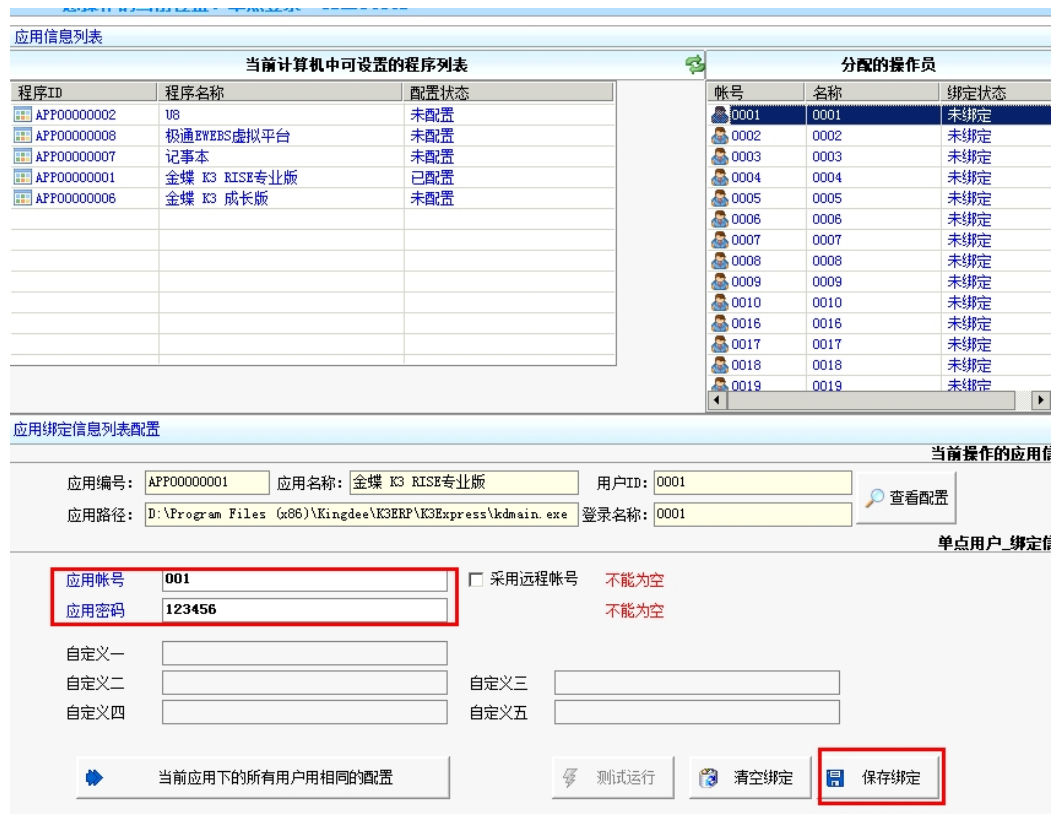 应用信息列表
当前计算机中可设置的程序列表 分配的操作员
程序ID 程序名称 配置状态 帐号 名称 绑定状态
APP00000002 U8 未配置 0001 0001 未绑定
APP00000008 极通EWEBS虚拟平台 未配置 0002 0002 未绑定
APP00000007 记事本 未配置 0003 0003 未绑定
APP00000001 金蝶 K3 RISE专业版 已配置 0004 0004 未绑定
APP00000006 金蝶 K3 成长版 未配置 0005 0005 未绑定
0006 0006 未绑定
0007 0007 未绑定
0008 0008 未绑定
0009 0009 未绑定
0010 0010 未绑定
0016 0016 未绑定
0017 0017 未绑定
0018 0018 未绑定
0019 0019 未绑定
应用绑定信息列表配置
当前操作的应用信
应用编号: APP00000001 应用名称: 金蝶 K3 RISE专业版 用户ID: 0001 查看配置
应用路径: D:\Program Files (x86)\Kingdee\K3ERP\K3Express\kdmain.exe 登录名称: 0001
单点用户_绑定信
应用帐号 001 采用远程帐号 不能为空
应用密码 123456 不能为空
自定义一
自定义二 自定义三
自定义四 自定义五
当前应用下的所有用户用相同的配置 测试运行 清空绑定 保存绑定